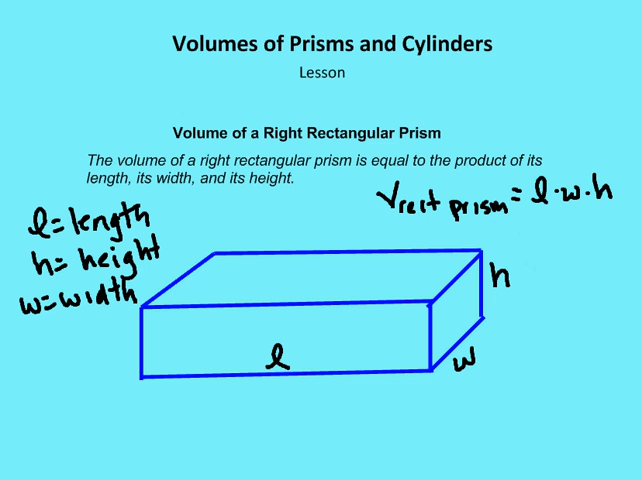 Volumes of Prisms and Cylinders
Lesson
Volume of a Right Rectangular Prism
The volume of a right rectangular prism is equal to the product of its
length, its width, and its height.
Vrect prism = l · w · h
l = length
h = height
w = width
h
l
w